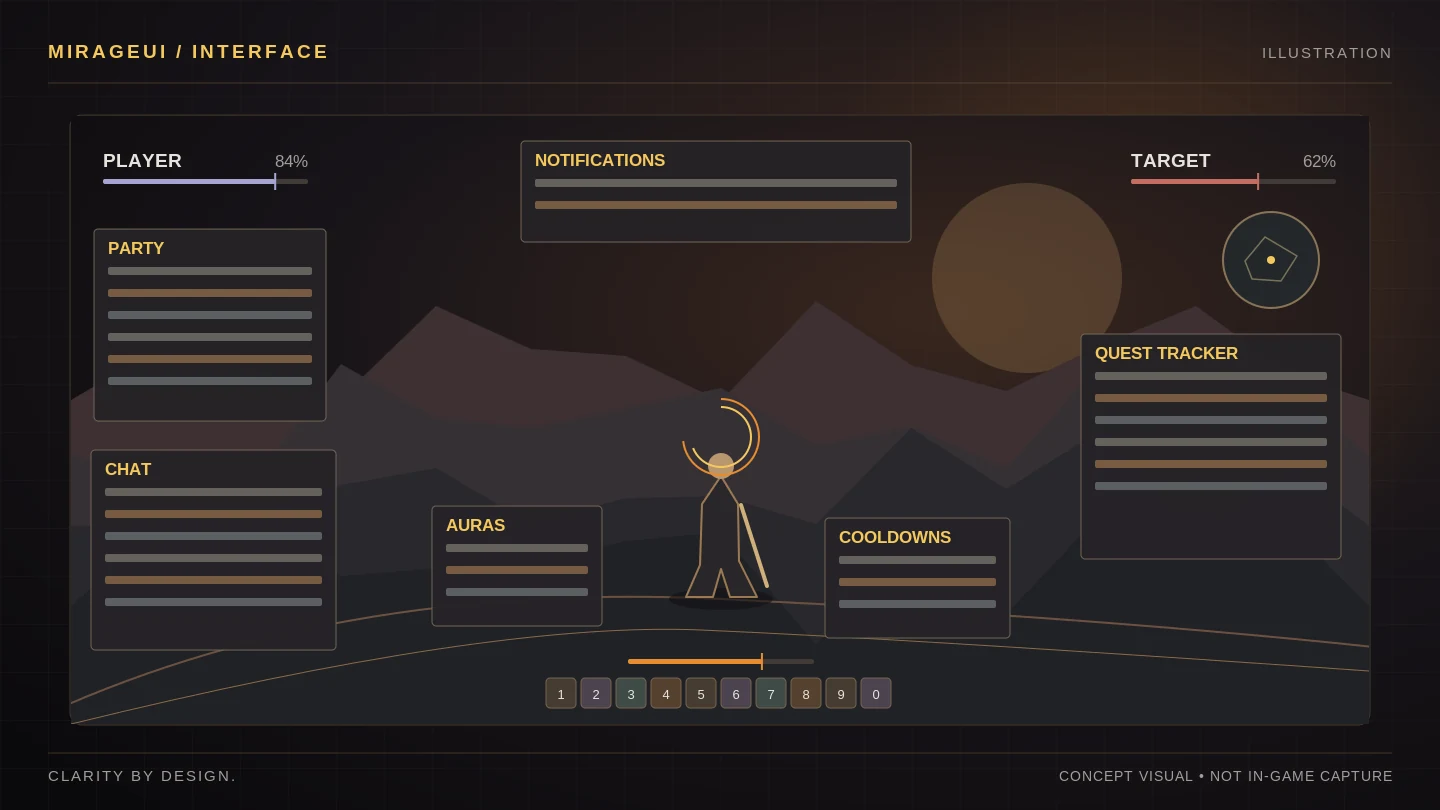 MIRAGEUI / INTERFACE
ILLUSTRATION
PLAYER 84%
NOTIFICATIONS
TARGET 62%
PARTY
QUEST TRACKER
CHAT
AURAS
COOLDOWNS
1 2 3 4 5 6 7 8 9 0
CLARITY BY DESIGN.
CONCEPT VISUAL • NOT IN-GAME CAPTURE